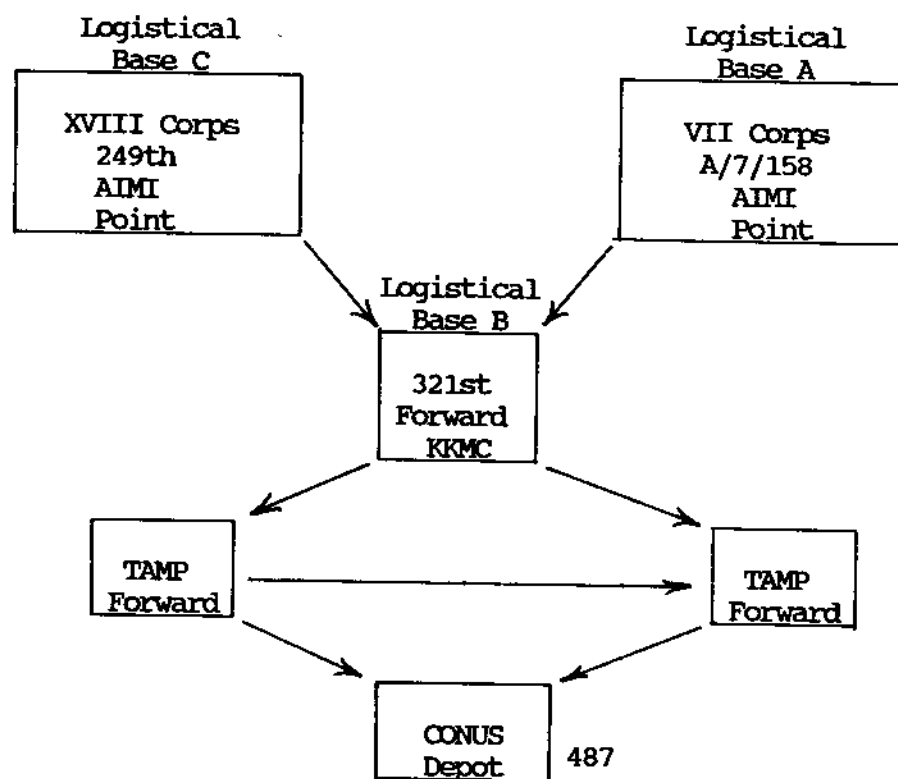 Logistical
Base C
XVIII Corps
249th
AIMI
Point
Logistical
Base A
VII Corps
A/7/158
AIMI
Point
Logistical
Base B
321st
Forward
KKMC
TAMP
Forward
TAMP
Forward
CONUS
Depot
487